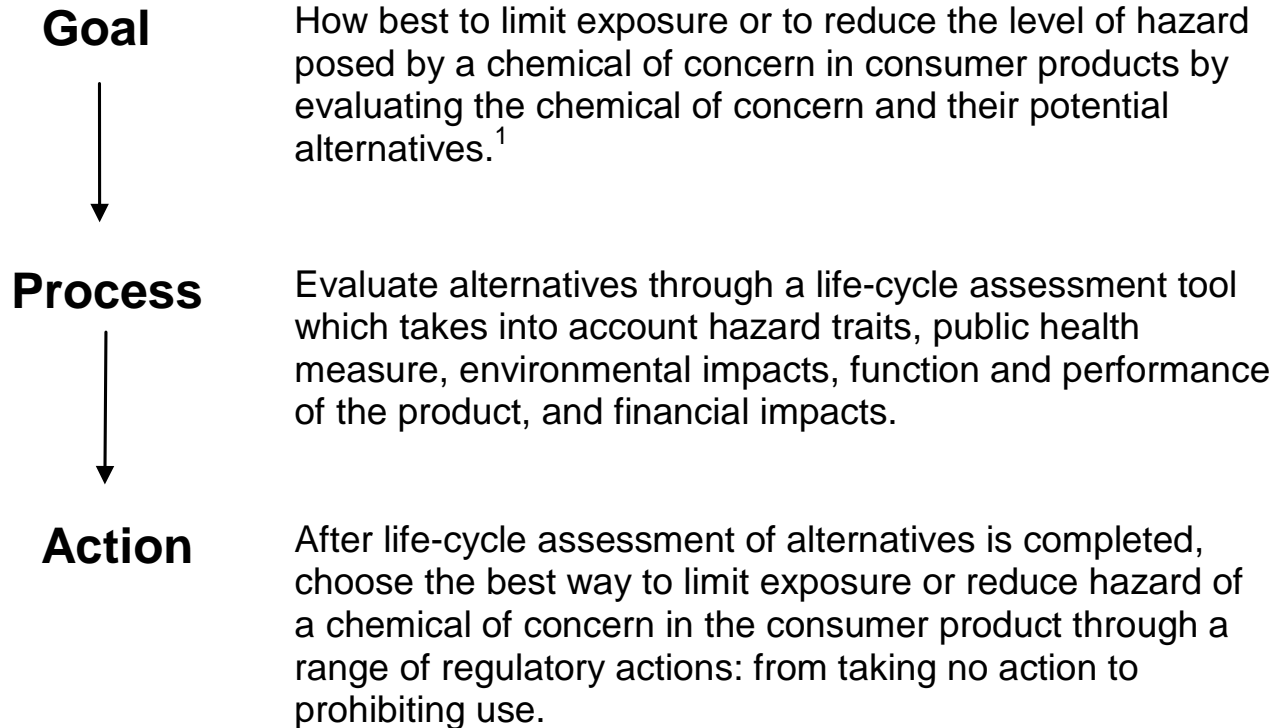 Goal
How best to limit exposure or to reduce the level of hazard
posed by a chemical of concern in consumer products by
evaluating the chemical of concern and their potential
alternatives.1
Process
Evaluate alternatives through a life-cycle assessment tool
which takes into account hazard traits, public health
measure, environmental impacts, function and performance
of the product, and financial impacts.
Action
After life-cycle assessment of alternatives is completed,
choose the best way to limit exposure or reduce hazard of
a chemical of concern in the consumer product through a
range of regulatory actions: from taking no action to
prohibiting use.